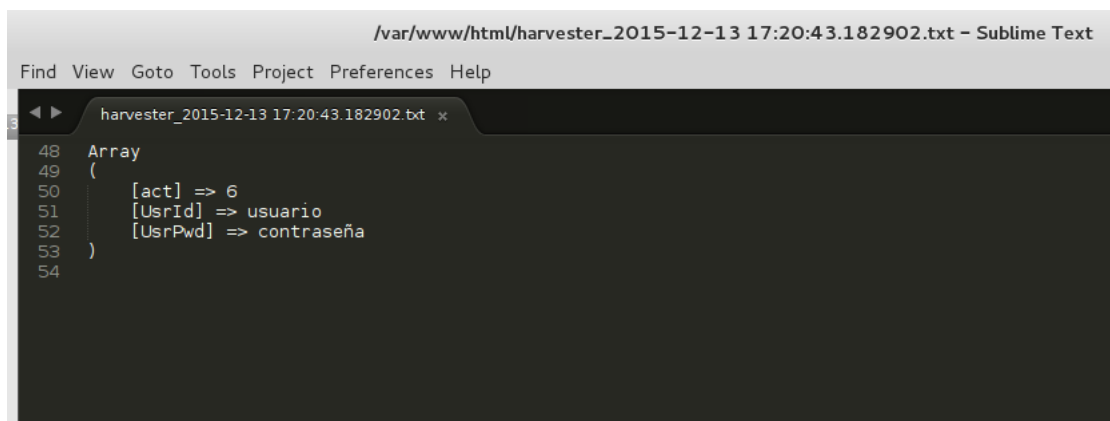 /var/www/html/harvester_2015-12-13 17:20:43.182902.txt - Sublime Text
Find View Goto Tools Project Preferences Help
harvester_2015-12-13 17:20:43.182902.txt ×
48 Array
49 (
50 [act] => 6
51 [UsrId] => usuario
52 [UsrPwd] => contraseña
53 )
54